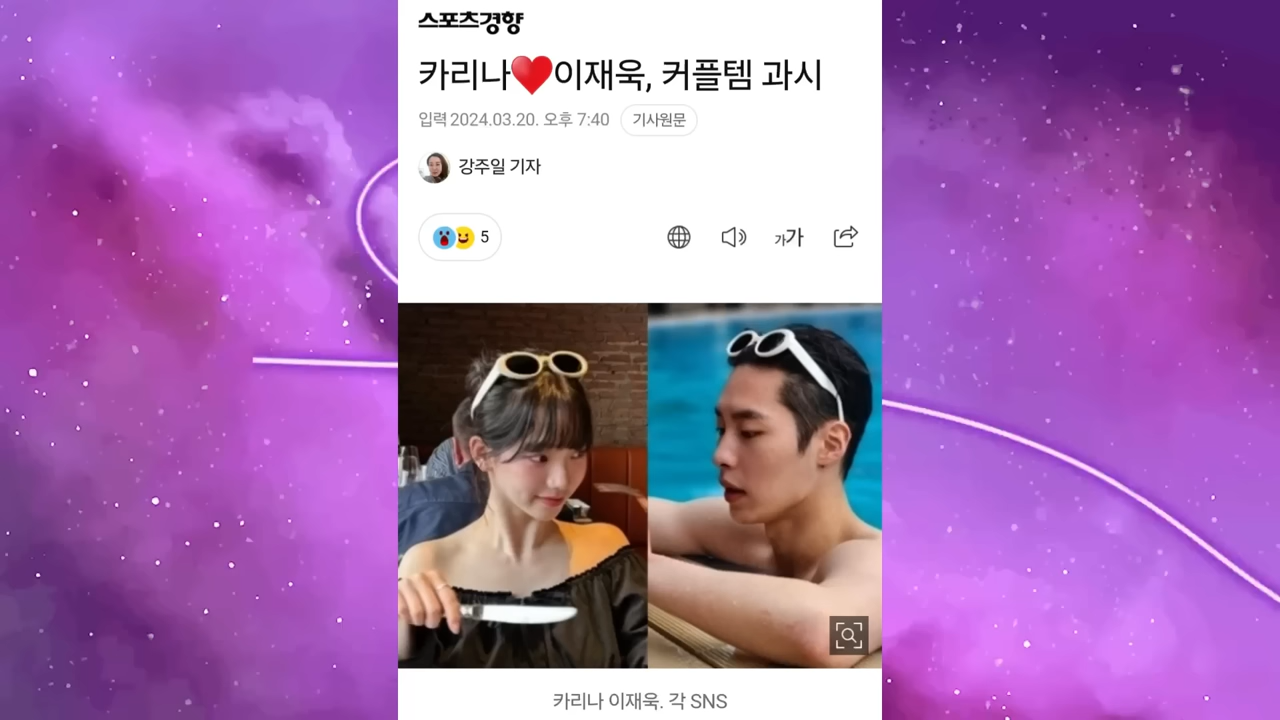 스포츠경향
카리나❤️이재욱, 커플템 과시
입력 2024.03.20. 오후 7:40 기사원문
강주일 기자
5
가가
카리나 이재욱. 각 SNS